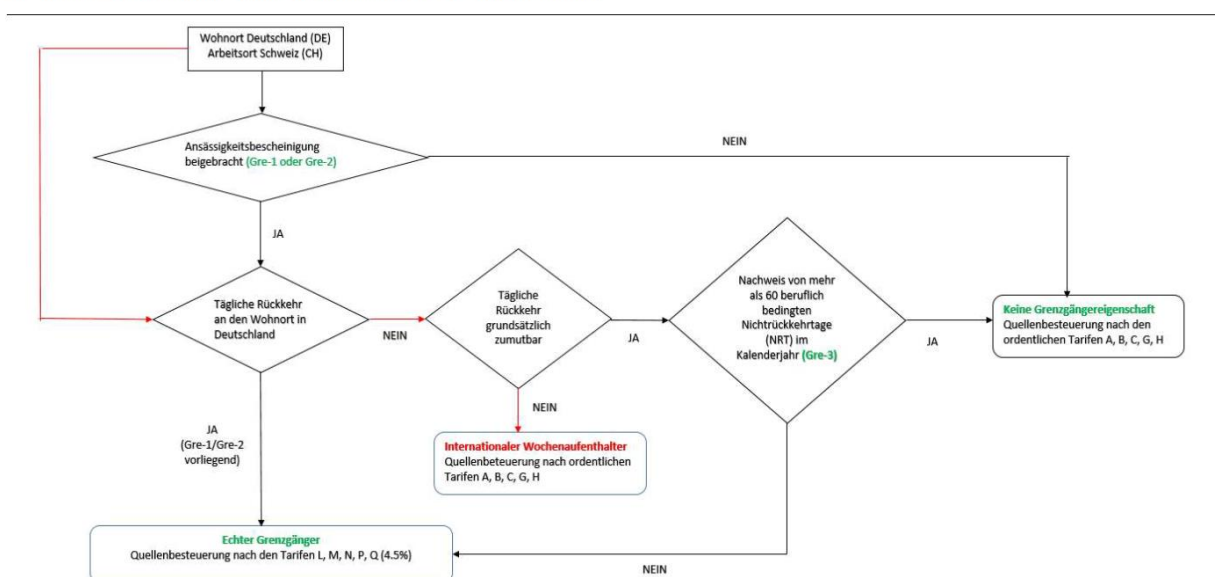 Wohnort Deutschland (DE)
Arbeitsort Schweiz (CH)
Ansässigkeitsbescheinigung
beigebracht (Gre-1 oder Gre-2)
NEIN
JA
Tägliche Rückkehr
an den Wohnort in
Deutschland
NEIN
Tägliche
Rückkehr
grundsätzlich
zumutbar
JA
Nachweis von mehr
als 60 beruflich
bedingten
Nichtrückkehrtage
(NRT) im
Kalenderjahr (Gre-3)
JA
Keine Grenzgängereigenschaft
Quellenbesteuerung nach den
ordentlichen Tarifen A, B, C, G, H
NEIN
Internationaler Wochenaufenthalter
Quellenbeteuerung nach ordentlichen
Tarifen A, B, C, G, H
JA
(Gre-1/Gre-2
vorliegend)
Echter Grenzgänger
Quellenbesteuerung nach den Tarifen L, M, N, P, Q (4.5%)
NEIN